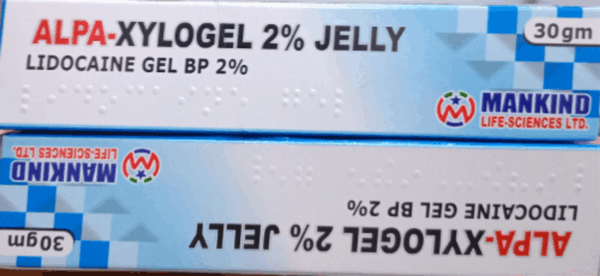 ALPA-XYLOGEL 2% JELLY
30gm
LIDOCAINE GEL BP 2%
MANKIND
LIFE-SCIENCES LTD.
ALPA-XYLOGEL 2% JELLY
30gm
LIDOCAINE GEL BP 2%
MANKIND
LIFE-SCIENCES LTD.